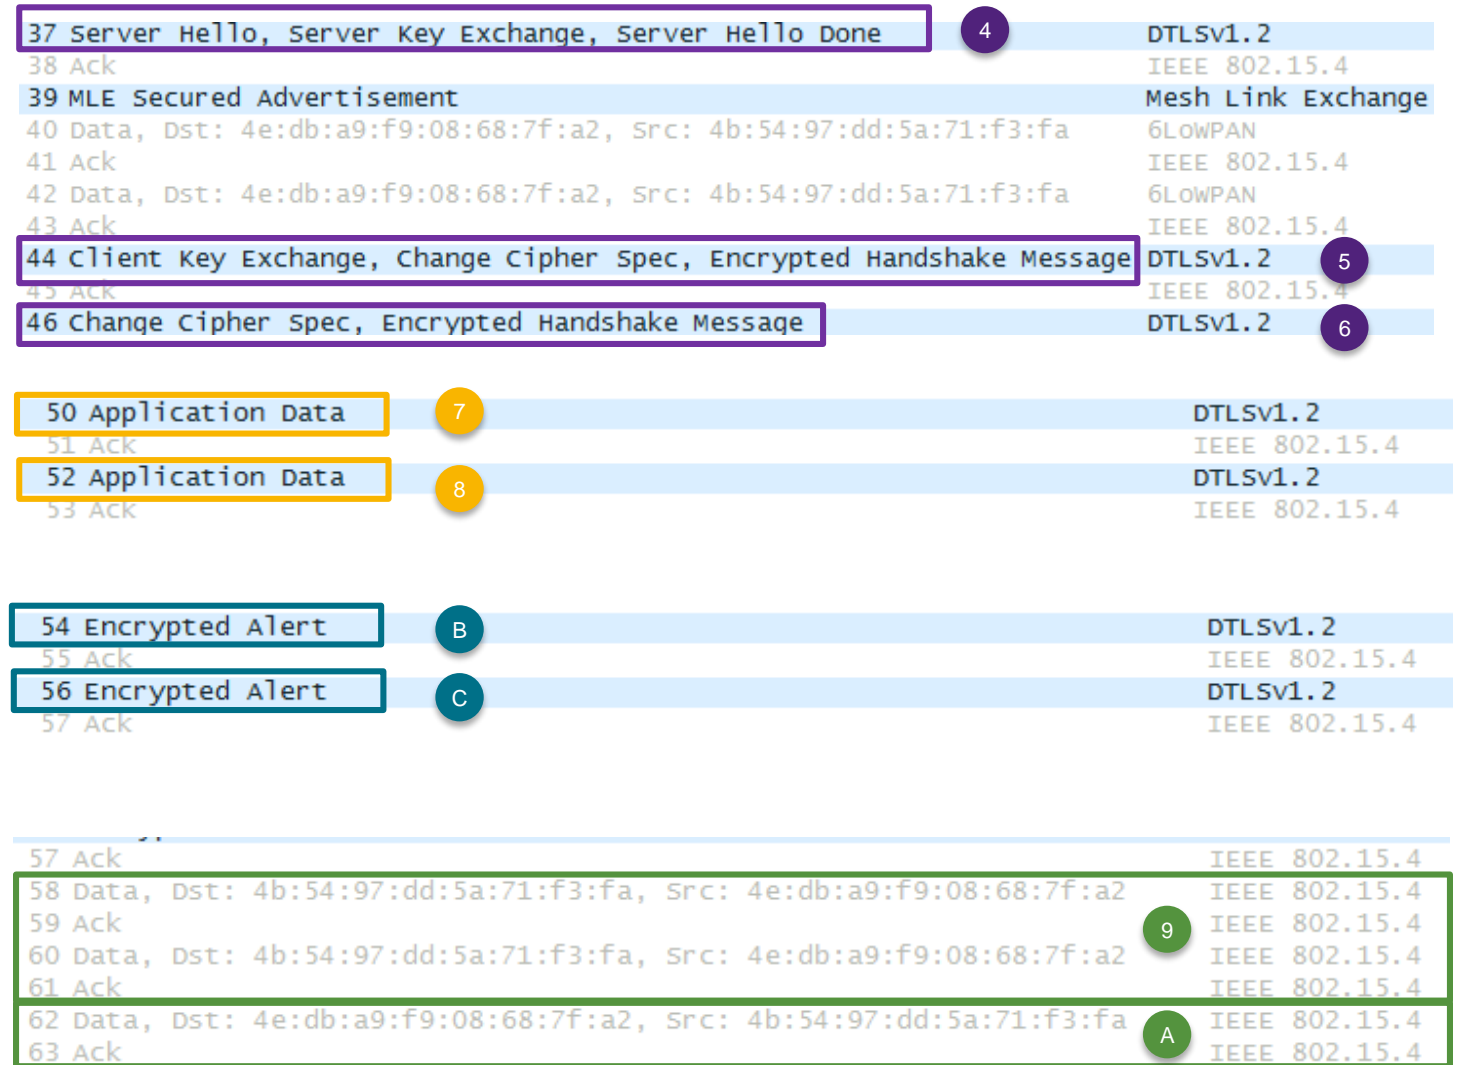 37 Server Hello, Server Key Exchange, Server Hello Done 4 DTLSv1.2
38 Ack IEEE 802.15.4
39 MLE Secured Advertisement Mesh Link Exchange
40 Data, Dst: 4e:db:a9:f9:08:68:7f:a2, Src: 4b:54:97:dd:5a:71:f3:fa 6LoWPAN
41 Ack IEEE 802.15.4
42 Data, Dst: 4e:db:a9:f9:08:68:7f:a2, Src: 4b:54:97:dd:5a:71:f3:fa 6LoWPAN
43 Ack IEEE 802.15.4
44 Client Key Exchange, Change Cipher Spec, Encrypted Handshake Message DTLSv1.2 5
45 Ack IEEE 802.15.4
46 Change Cipher Spec, Encrypted Handshake Message DTLSv1.2 6
50 Application Data 7 DTLSv1.2
51 Ack IEEE 802.15.4
52 Application Data 8 DTLSv1.2
53 Ack IEEE 802.15.4
54 Encrypted Alert B DTLSv1.2
55 Ack IEEE 802.15.4
56 Encrypted Alert C DTLSv1.2
57 Ack IEEE 802.15.4
57 Ack IEEE 802.15.4
58 Data, Dst: 4b:54:97:dd:5a:71:f3:fa, Src: 4e:db:a9:f9:08:68:7f:a2 IEEE 802.15.4
59 Ack 9 IEEE 802.15.4
60 Data, Dst: 4b:54:97:dd:5a:71:f3:fa, Src: 4e:db:a9:f9:08:68:7f:a2 IEEE 802.15.4
61 Ack IEEE 802.15.4
62 Data, Dst: 4e:db:a9:f9:08:68:7f:a2, Src: 4b:54:97:dd:5a:71:f3:fa A IEEE 802.15.4
63 Ack IEEE 802.15.4